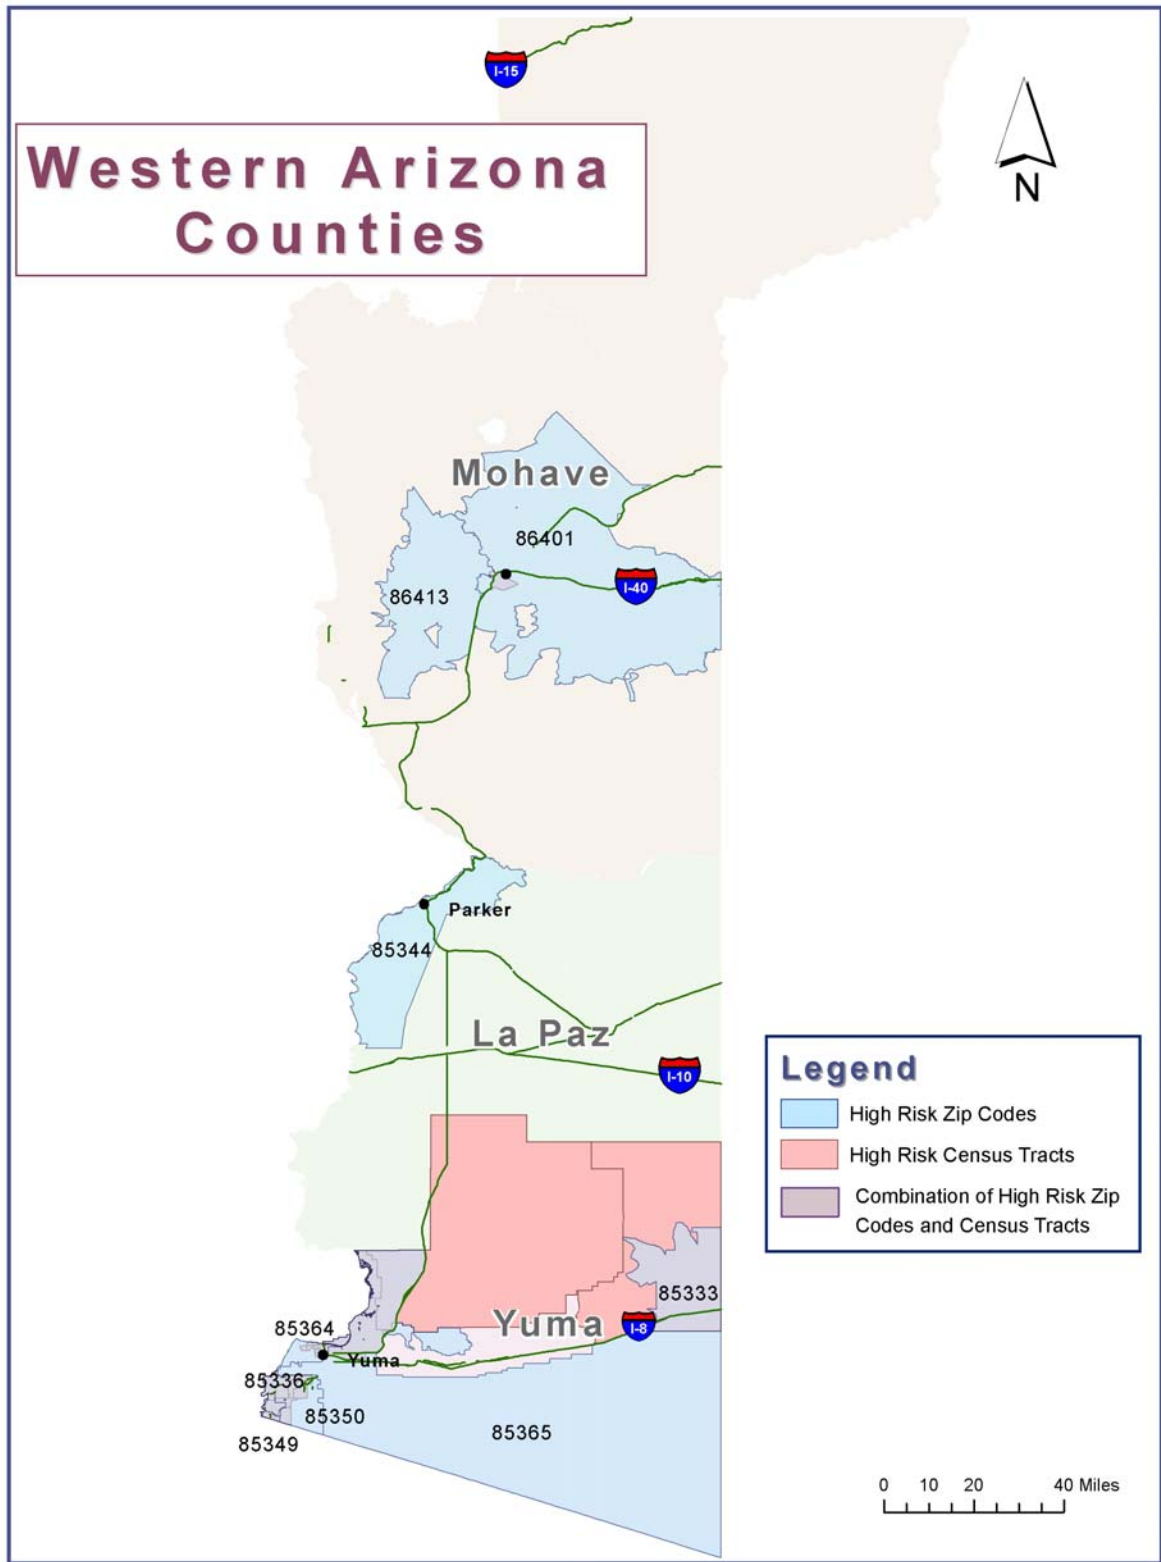 I-15
Western Arizona
Counties
N
Mohave
86401
86413
I-40
Parker
85344
La Paz
I-10
Legend
High Risk Zip Codes
High Risk Census Tracts
Combination of High Risk Zip
Codes and Census Tracts
85333
Yuma
I-8
85364
Yuma
85336
85350
85365
85349
0 10 20 40 Miles